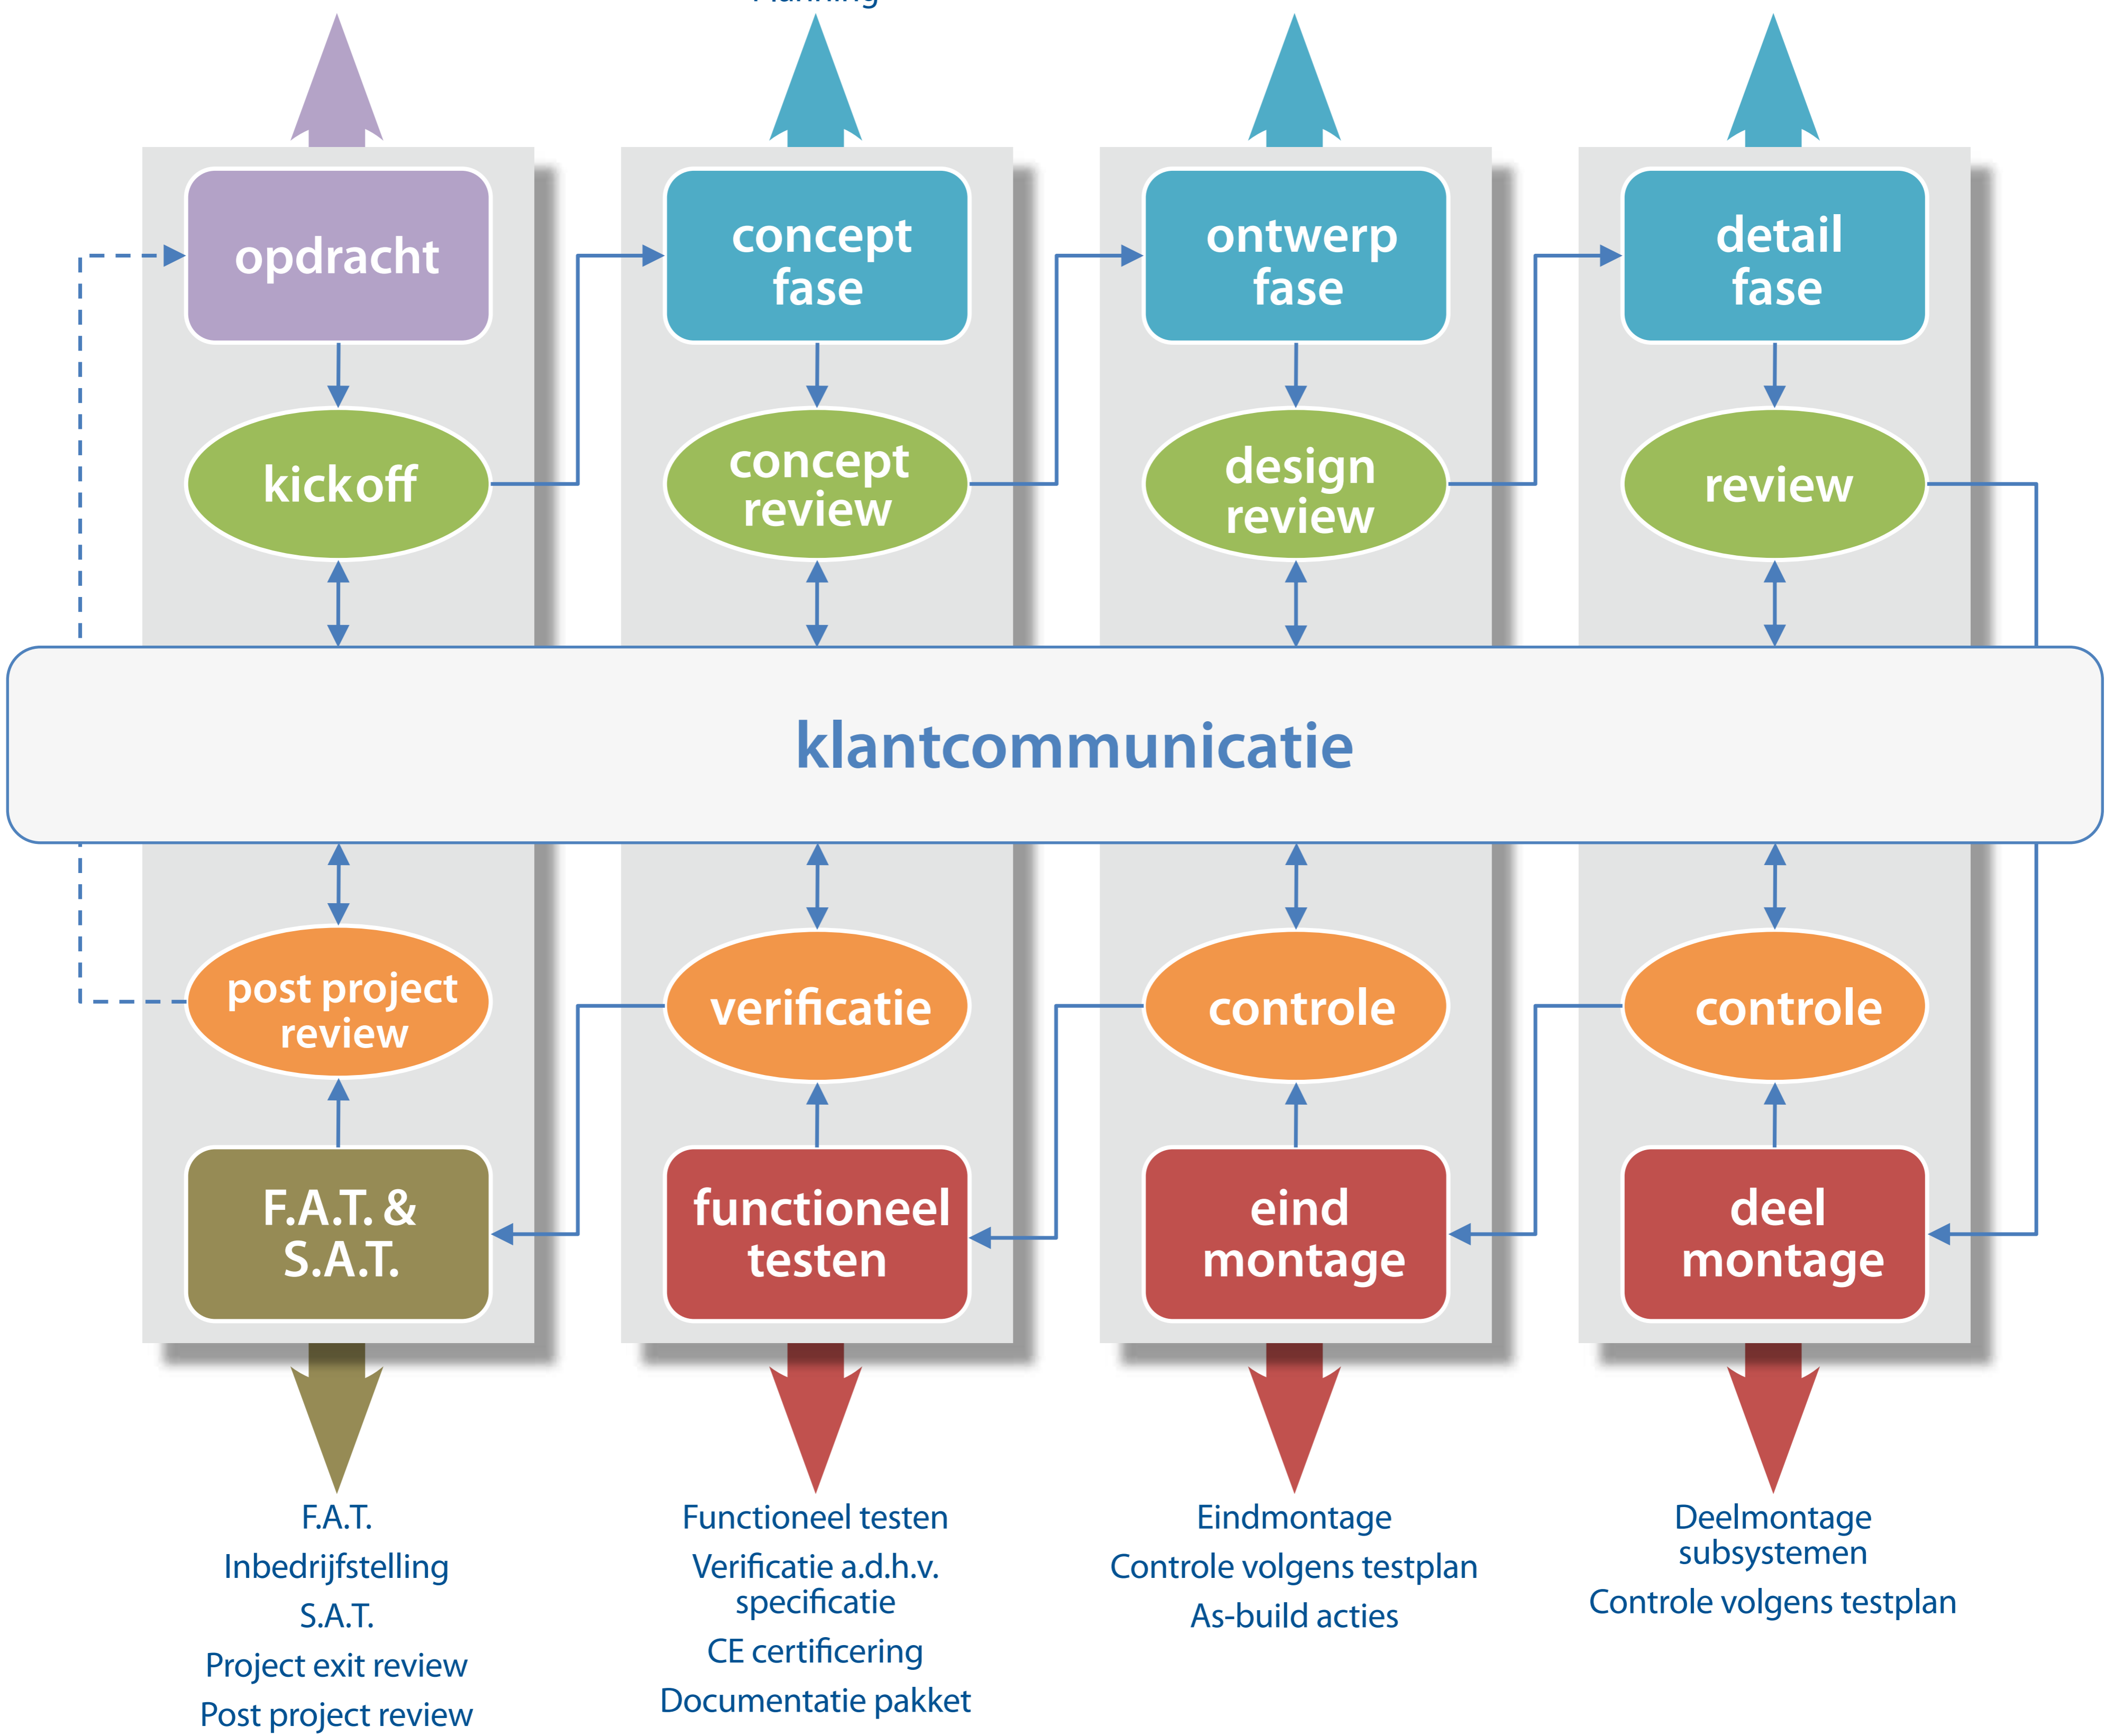 opdracht
concept
fase
ontwerp
fase
detail
fase
kickoff
concept
review
design
review
review
klantcommunicatie
post project
review
verificatie
controle
controle
F.A.T. &
S.A.T.
functioneel
testen
eind
montage
deel
montage
F.A.T.
Inbedrijfstelling
S.A.T.
Project exit review
Post project review
Functioneel testen
Verificatie a.d.h.v.
specificatie
CE certificering
Documentatie pakket
Eindmontage
Controle volgens testplan
As-build acties
Deelmontage
subsystemen
Controle volgens testplan